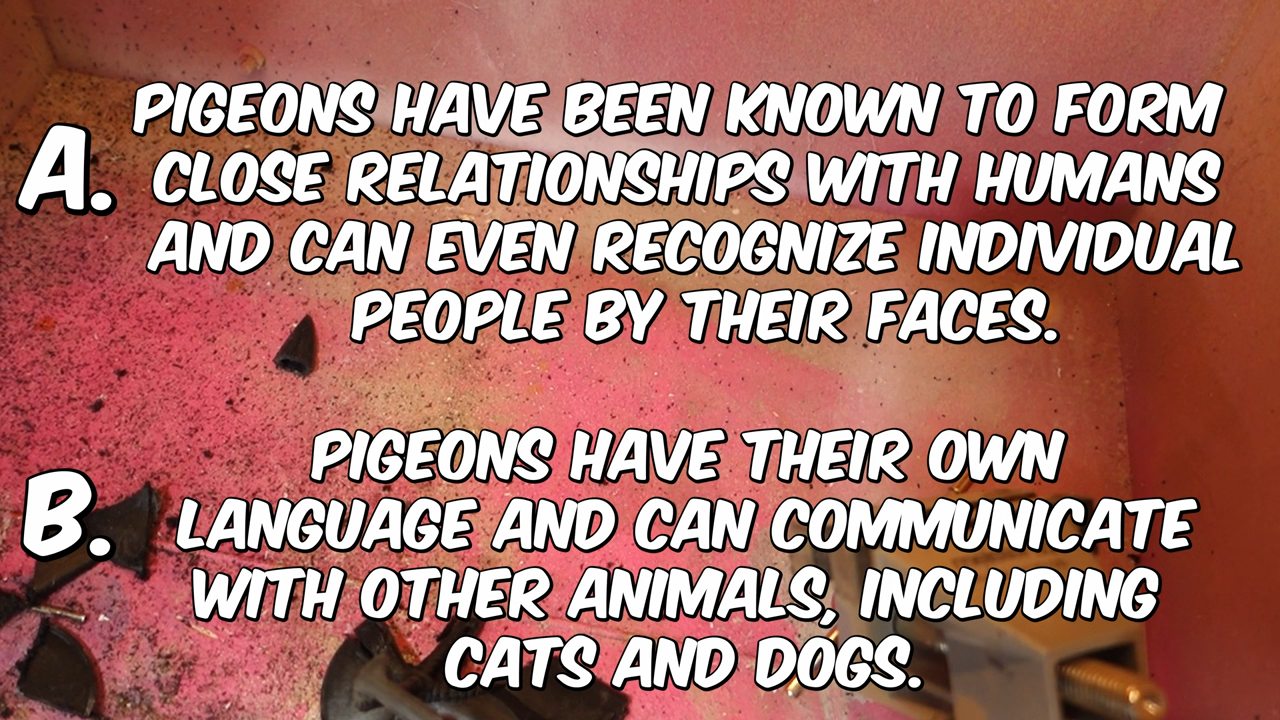 A. PIGEONS HAVE BEEN KNOWN TO FORM
CLOSE RELATIONSHIPS WITH HUMANS
AND CAN EVEN RECOGNIZE INDIVIDUAL
PEOPLE BY THEIR FACES.
B. PIGEONS HAVE THEIR OWN
LANGUAGE AND CAN COMMUNICATE
WITH OTHER ANIMALS, INCLUDING
CATS AND DOGS.